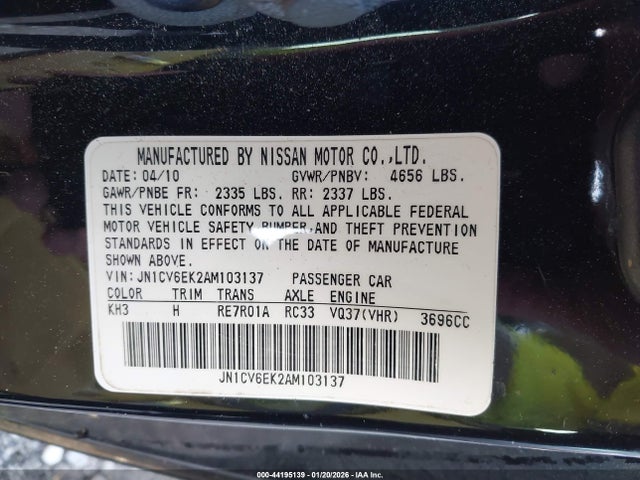 MANUFACTURED BY NISSAN MOTOR CO.,LTD.
DATE: 04/10 GVWR/PNBV: 4656 LBS.
GAWR/PNBE FR: 2335 LBS. RR: 2337 LBS.
THIS VEHICLE CONFORMS TO ALL APPLICABLE FEDERAL
MOTOR VEHICLE SAFETY BUMPER, AND THEFT PREVENTION
STANDARDS IN EFFECT ON THE DATE OF MANUFACTURE
SHOWN ABOVE.
VIN: JN1CV6EK2AM103137 PASSENGER CAR
COLOR TRIM TRANS AXLE ENGINE
KH3 H RE7R01A RC33 VQ37(VHR) 3696CC
JN1CV6EK2AM103137
000-44195139 - 01/20/2026 - IAA Inc.